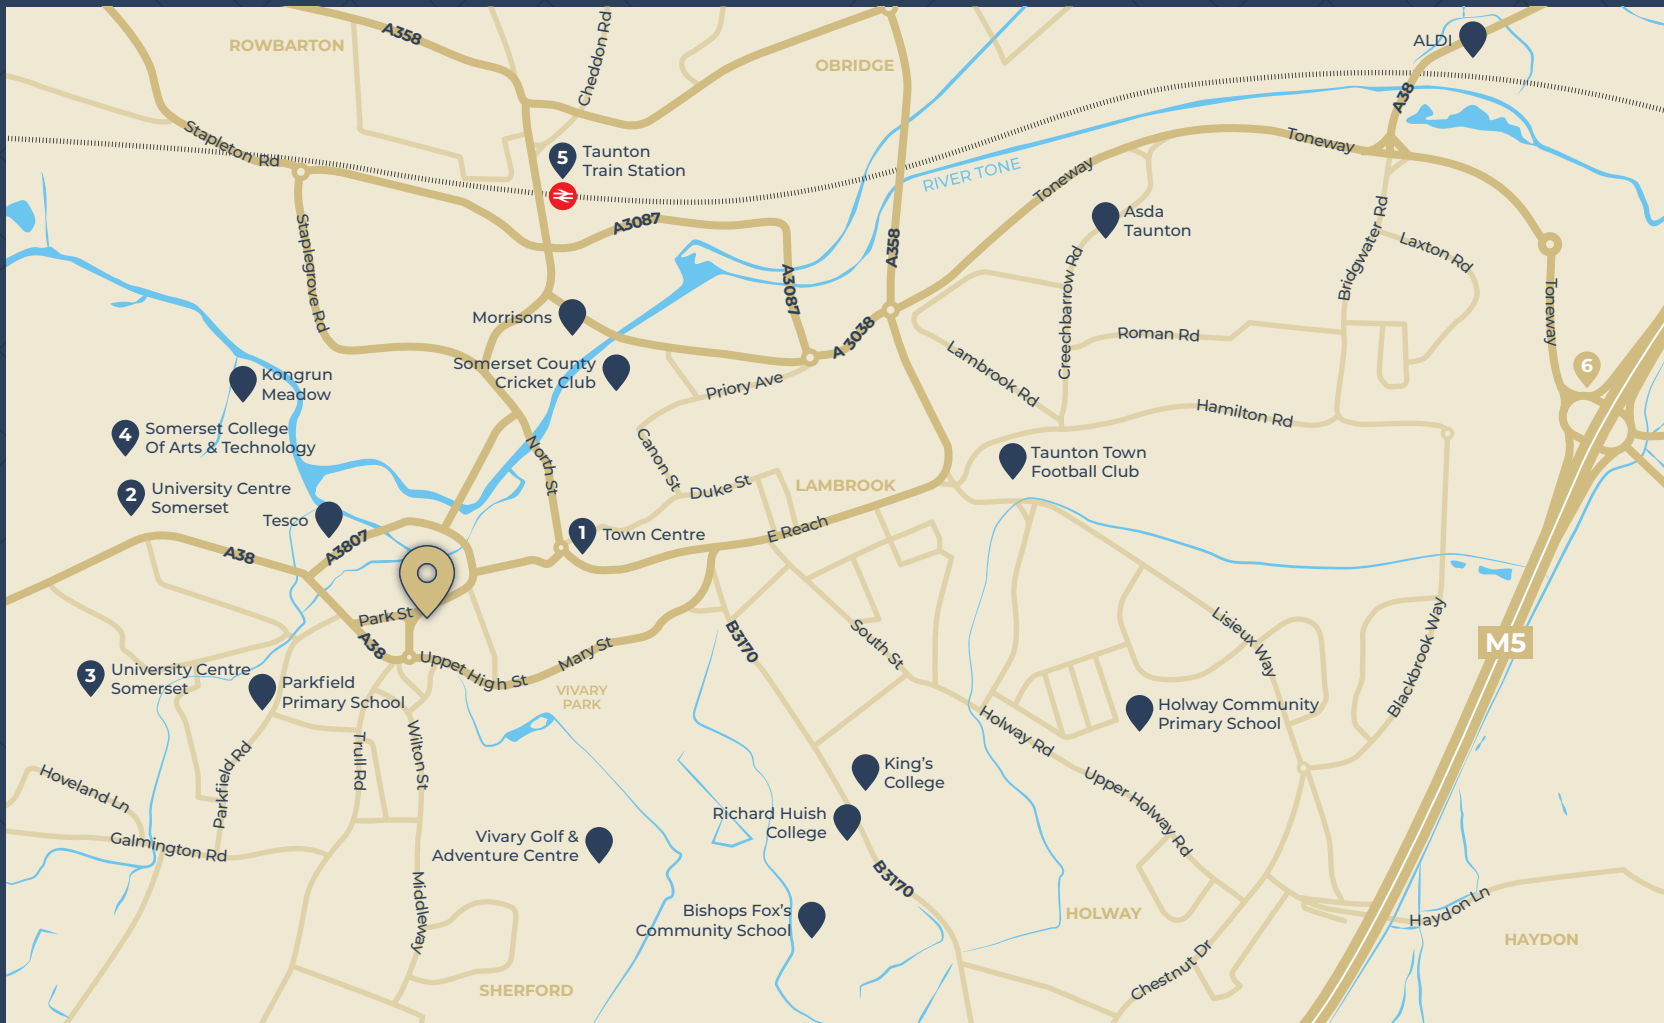 ROWBARTON
A358
Cheddon Rd
OBRIDGE
ALDI
A38
Stapleton Rd
5
Taunton
Train Station
RIVER TONE
Toneway
Toneway
A3087
A358
Asda
Taunton
Bridgwater Rd
Laxton Rd
Staplegrove Rd
A3087
Creechbarrow Rd
Toneway
Morrisons
A 3038
Roman Rd
Somerset County
Cricket Club
Priory Ave
Lambrook Rd
6
Kongrun
Meadow
Hamilton Rd
4
Somerset College
Of Arts & Technology
North St
Canon St
Taunton Town
Football Club
2
University Centre
Somerset
Duke St
LAMBROOK
Tesco
1
Town Centre
E Reach
A38
A3807
Park St
A38
Uppet High St
Mary St
B3170
South St
Lisieux Way
Blackbrook Way
M5
3
University Centre
Somerset
Parkfield
Primary School
VIVARY
PARK
Holway Community
Primary School
Holway Rd
Wilton St
Trull Rd
Parkfield Rd
Hoveland Ln
King's
College
Upper Holway Rd
Richard Huish
College
Galmington Rd
Vivary Golf &
Adventure Centre
B3170
Middleway
Bishops Fox's
Community School
HOLWAY
Haydon Ln
HAYDON
Chestnut Dr
SHERFORD